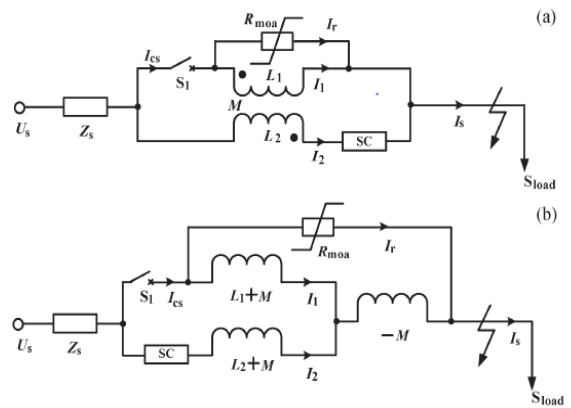 (a)
Rmoa
Ir
Ics
S1
L1
I1
M
Us
Zs
L2
I2
SC
Is
Sload
(b)
Rmoa
Ir
S1
Ics
L1+M
I1
Us
Zs
SC
L2+M
I2
−M
Is
Sload